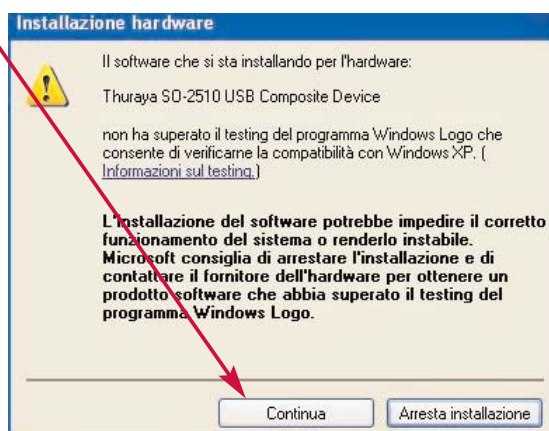 Installazione hardware
Il software che si sta installando per l'hardware:
Thuraya SO-2510 USB Composite Device
non ha superato il testing del programma Windows Logo che
consente di verificarne la compatibilità con Windows XP. (
Informazioni sul testing.)
L'installazione del software potrebbe impedire il corretto
funzionamento del sistema o renderlo instabile.
Microsoft consiglia di arrestare l'installazione e di
contattare il fornitore dell'hardware per ottenere un
prodotto software che abbia superato il testing del
programma Windows Logo.
Continua
Arresta installazione